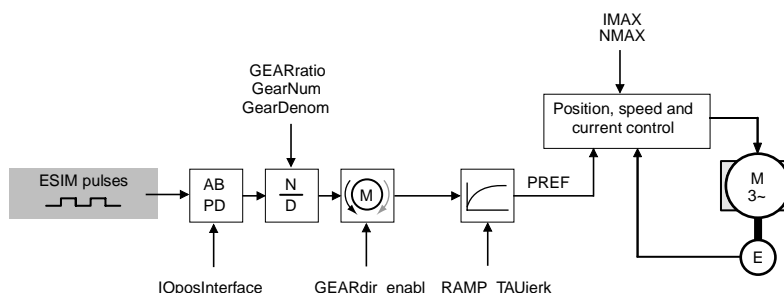 IMAX
NMAX
GEARratio
GearNum
GearDenom
Position, speed and
current control
ESIM pulses
AB
PD
N
D
M
PREF
M
3~
E
IOposInterface
GEARdir_enabl
RAMP_TAUjerk